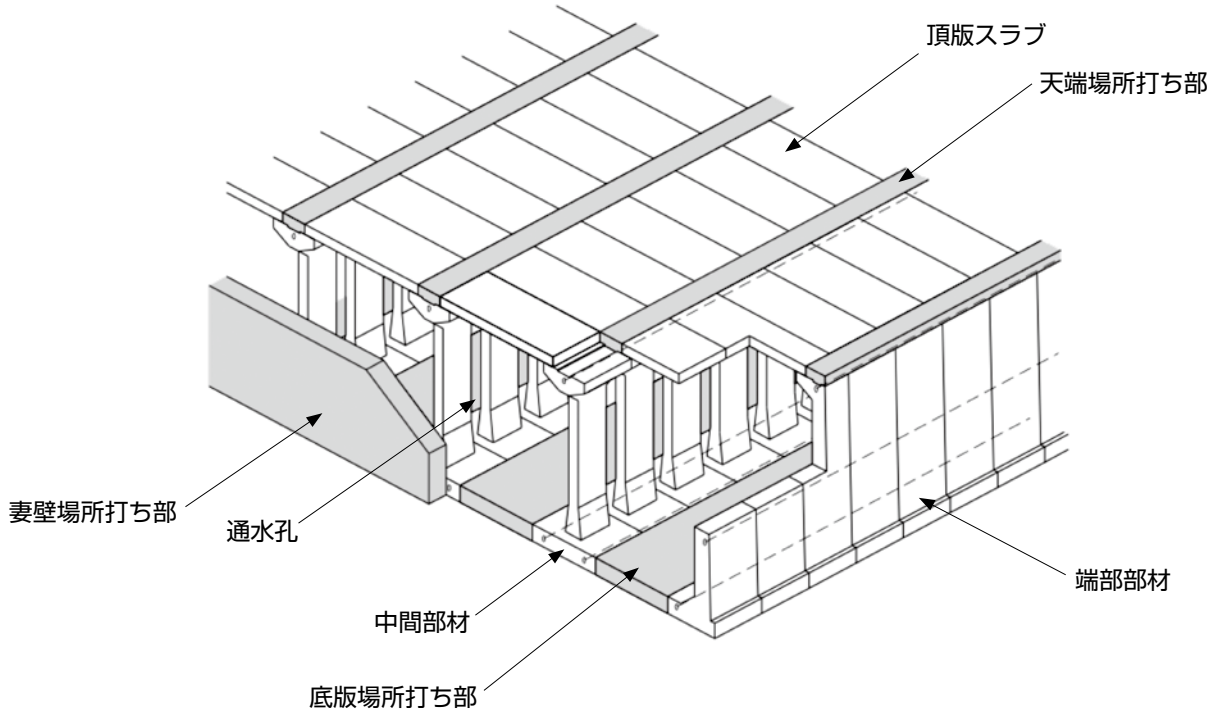 頂版スラブ
天端場所打ち部
妻壁場所打ち部
通水孔
端部部材
中間部材
底版場所打ち部